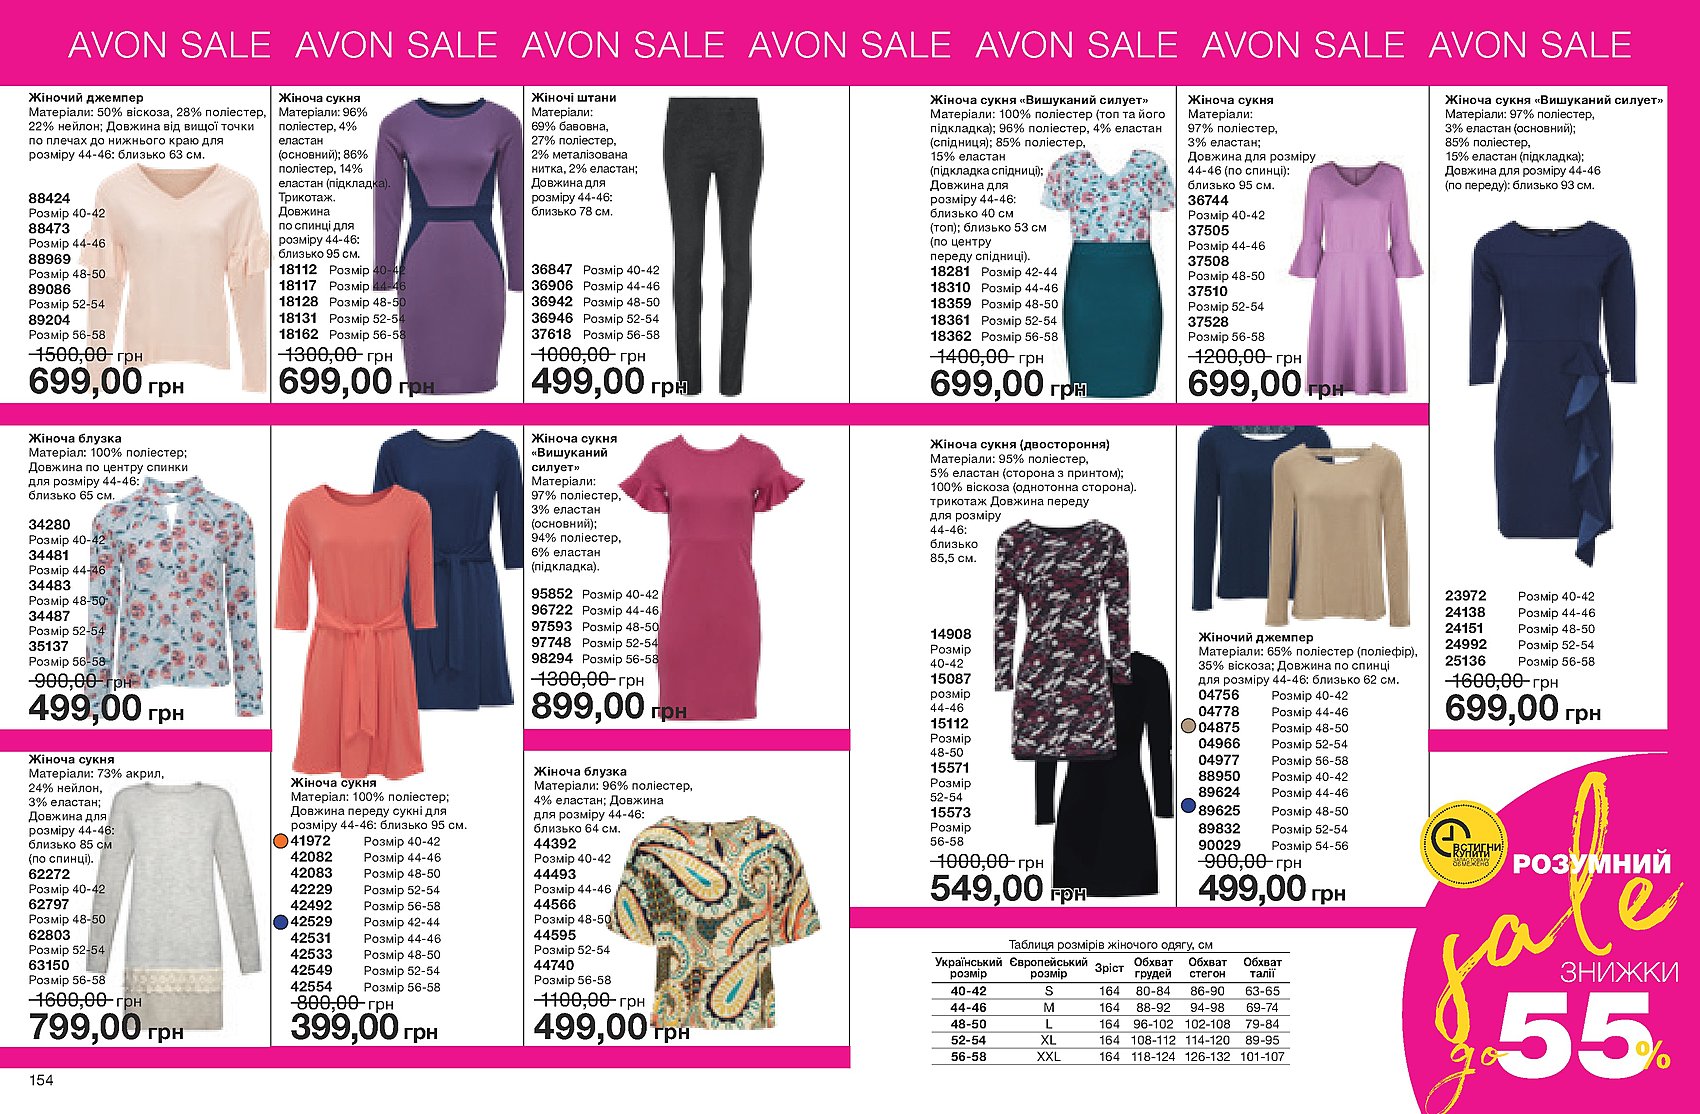 AVON SALE AVON SALE AVON SALE AVON SALE AVON SALE AVON SALE AVON SALE
Жіночий джемпер
Матеріали: 50% віскоза, 28% поліестер,
22% нейлон; Довжина від вищої точки
по плечах до нижнього краю для
розміру 44-46: близько 63 см.
88424
Розмір 40-42
88473
Розмір 44-46
88969
Розмір 48-50
89086
Розмір 52-54
89204
Розмір 56-58
1500,00 грн
699,00 грн
Жіноча сукня
Матеріали: 96%
поліестер, 4%
еластан
(основний); 86%
поліестер, 14%
еластан (підкладка).
Трикотаж.
Довжина
по спинці для
розміру 44-46:
близько 95 см.
18112 Розмір 40-42
18117 Розмір 44-46
18128 Розмір 48-50
18131 Розмір 52-54
18162 Розмір 56-58
1300,00 грн
699,00 грн
Жіночі штани
Матеріали:
69% бавовна,
27% поліестер,
2% металізована
нитка, 2% еластан;
Довжина для
розміру 44-46:
близько 78 см.
36847 Розмір 40-42
36906 Розмір 44-46
36942 Розмір 48-50
36946 Розмір 52-54
37618 Розмір 56-58
1000,00 грн
499,00 грн
Жіноча сукня «Вишуканий силует»
Матеріали: 100% поліестер (топ та його
підкладка); 96% поліестер, 4% еластан
(спідниця); 85% поліестер,
15% еластан
(підкладка спідниці);
Довжина для
розміру 44-46:
близько 40 см
(топ); близько 53 см
(по центру
переду спідниці).
18281 Розмір 42-44
18310 Розмір 44-46
18359 Розмір 48-50
18361 Розмір 52-54
18362 Розмір 56-58
1400,00 грн
699,00 грн
Жіноча сукня
Матеріали:
97% поліестер,
3% еластан;
Довжина для розміру
44-46 (по спинці):
близько 95 см.
36744
Розмір 40-42
37505
Розмір 44-46
37508
Розмір 48-50
37510
Розмір 52-54
37528
Розмір 56-58
1200,00 грн
699,00 грн
Жіноча сукня «Вишуканий силует»
Матеріали: 97% поліестер,
3% еластан (основний);
85% поліестер,
15% еластан (підкладка);
Довжина для розміру 44-46
(по переду): близько 93 см.
23972 Розмір 40-42
24138 Розмір 44-46
24151 Розмір 48-50
24992 Розмір 52-54
25136 Розмір 56-58
1600,00 грн
699,00 грн
Жіноча блузка
Матеріал: 100% поліестер;
Довжина по центру спинки
для розміру 44-46:
близько 65 см.
34280
Розмір 40-42
34481
Розмір 44-46
34483
Розмір 48-50
34487
Розмір 52-54
35137
Розмір 56-58
900,00 грн
499,00 грн
Жіноча сукня
Матеріал: 100% поліестер;
Довжина переду сукні для
розміру 44-46: близько 95 см.
41972 Розмір 40-42
42082 Розмір 44-46
42083 Розмір 48-50
42229 Розмір 52-54
42492 Розмір 56-58
42529 Розмір 42-44
42531 Розмір 44-46
42533 Розмір 48-50
42549 Розмір 52-54
42554 Розмір 56-58
800,00 грн
399,00 грн
Жіноча сукня
«Вишуканий
силует»
Матеріали:
97% поліестер,
3% еластан
(основний);
94% поліестер,
6% еластан
(підкладка).
95852 Розмір 40-42
96722 Розмір 44-46
97593 Розмір 48-50
97748 Розмір 52-54
98294 Розмір 56-58
1300,00 грн
899,00 грн
Жіноча сукня (двостороння)
Матеріали: 95% поліестер,
5% еластан (сторона з принтом);
100% віскоза (однотонна сторона).
трикотаж Довжина переду
для розміру
44-46:
близько
85,5 см.
14908
Розмір
40-42
15087
розмір
44-46
15112
Розмір
48-50
15571
Розмір
52-54
15573
Розмір
56-58
1000,00 грн
549,00 грн
Жіночий джемпер
Матеріали: 65% поліестер (поліефір),
35% віскоза; Довжина по спинці
для розміру 44-46: близько 62 см.
04756 Розмір 40-42
04778 Розмір 44-46
04875 Розмір 48-50
04966 Розмір 52-54
04977 Розмір 56-58
88950 Розмір 40-42
89624 Розмір 44-46
89625 Розмір 48-50
89832 Розмір 52-54
90029 Розмір 54-56
900,00 грн
499,00 грн
Жіноча сукня
Матеріали: 73% акрил,
24% нейлон,
3% еластан;
Довжина для
розміру 44-46:
близько 85 см
(по спинці).
62272
Розмір 40-42
62797
Розмір 48-50
62803
Розмір 52-54
63150
Розмір 56-58
1600,00 грн
799,00 грн
Жіноча блузка
Матеріали: 96% поліестер,
4% еластан; Довжина
для розміру 44-46:
близько 64 см.
44392
Розмір 40-42
44493
Розмір 44-46
44566
Розмір 48-50
44595
Розмір 52-54
44740
Розмір 56-58
1100,00 грн
499,00 грн
Таблиця розмірів жіночого одягу, см
Український розмір Європейський розмір Зріст Обхват грудей Обхват стегон Обхват талії
40-42 S 164 80-84 86-90 63-65
44-46 M 164 88-92 94-98 69-74
48-50 L 164 96-102 102-108 79-84
52-54 XL 164 108-112 114-120 89-95
56-58 XXL 164 118-124 126-132 101-107
ВСТИГНИ
КУПИТИ
ЗАПАС ТОВАРІВ
ОБМЕЖЕНО
РОЗУМНИЙ
sale
ЗНИЖКИ
до 55%
154